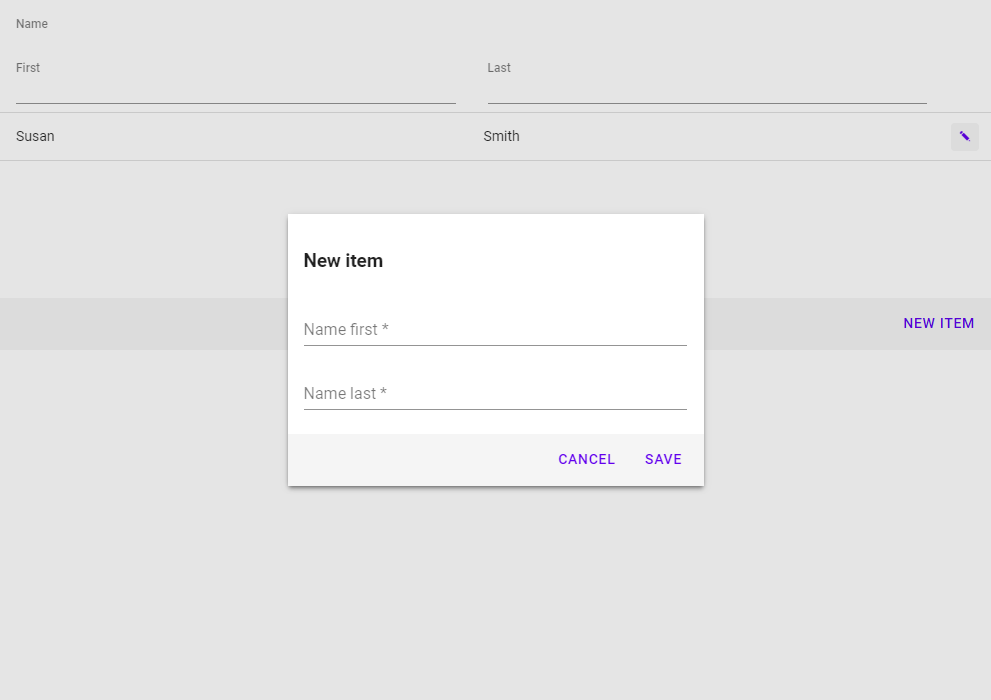 Name
First Last
Susan Smith
New item
Name first *
NEW ITEM
Name last *
CANCEL SAVE